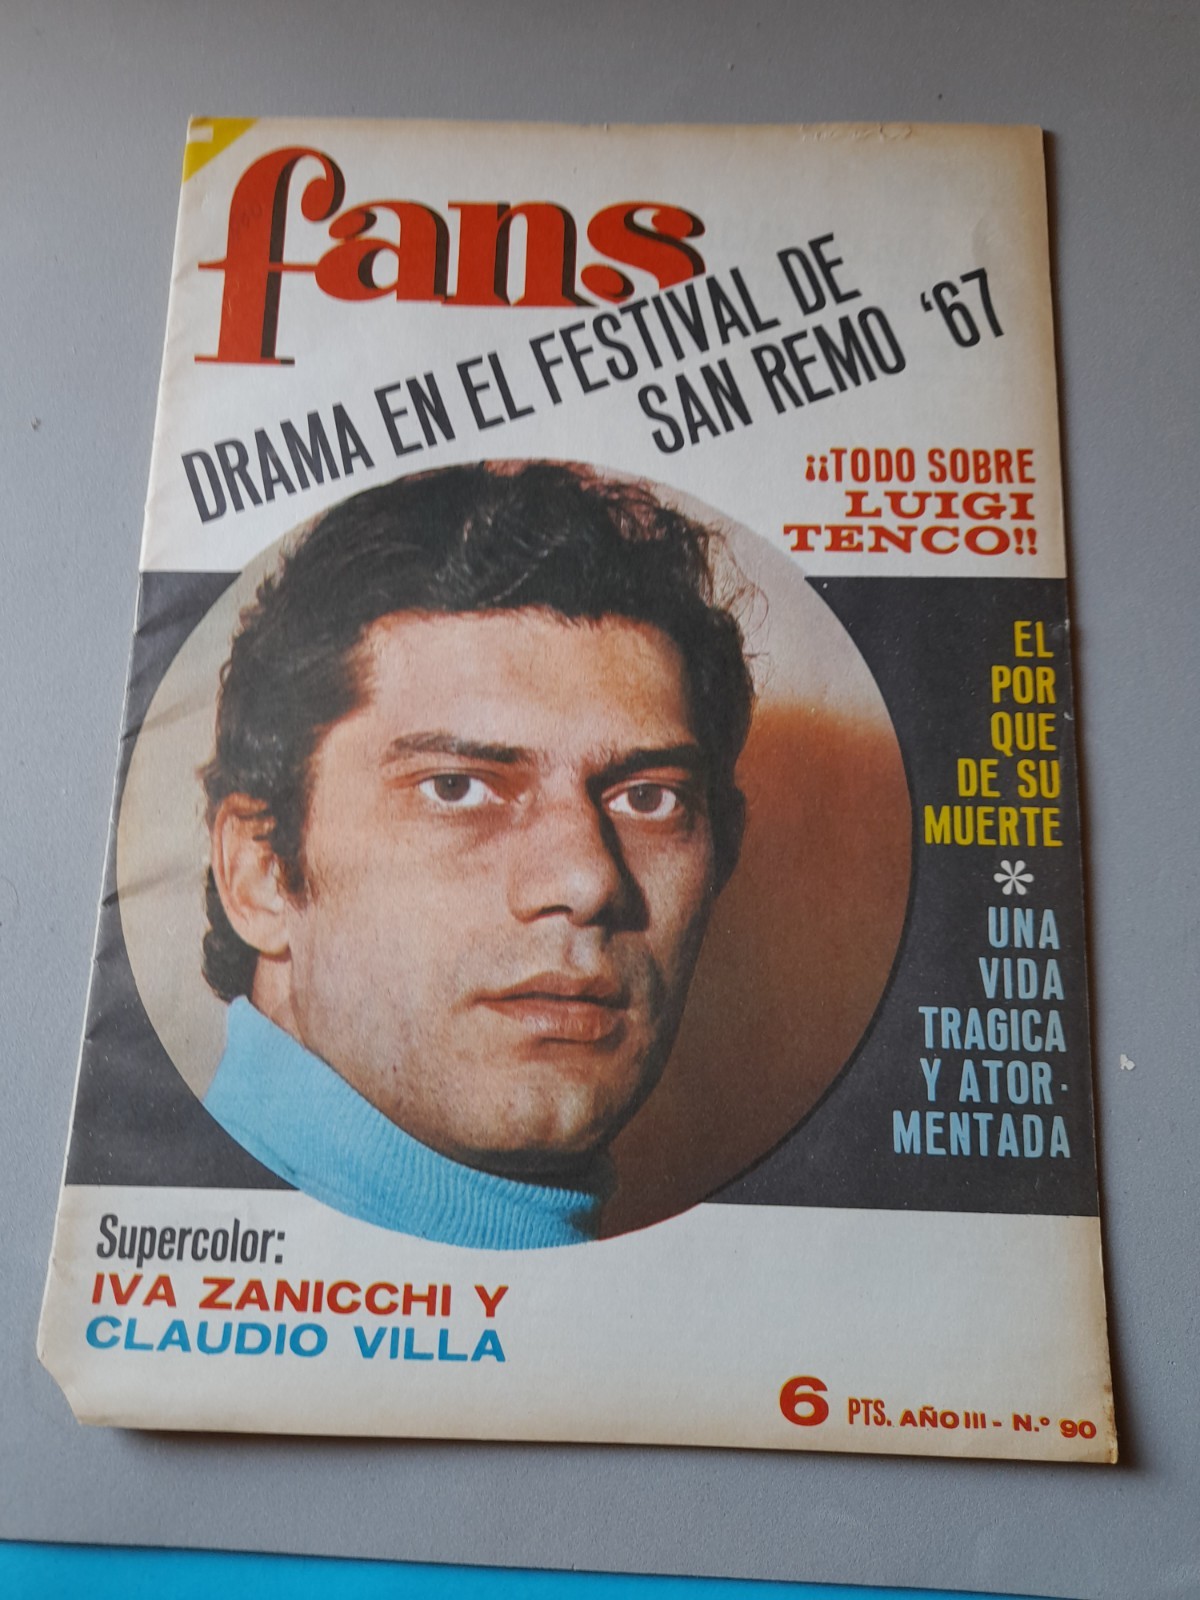 fans
DRAMA EN EL FESTIVAL DE
SAN REMO '67
¡¡TODO SOBRE
LUIGI
TENCO!!
EL
POR
QUE
DE SU
MUERTE
*
UNA
VIDA
TRAGICA
Y ATOR-
MENTADA
Supercolor:
IVA ZANICCHI Y
CLAUDIO VILLA
6 PTS. AÑO III - N.º 90